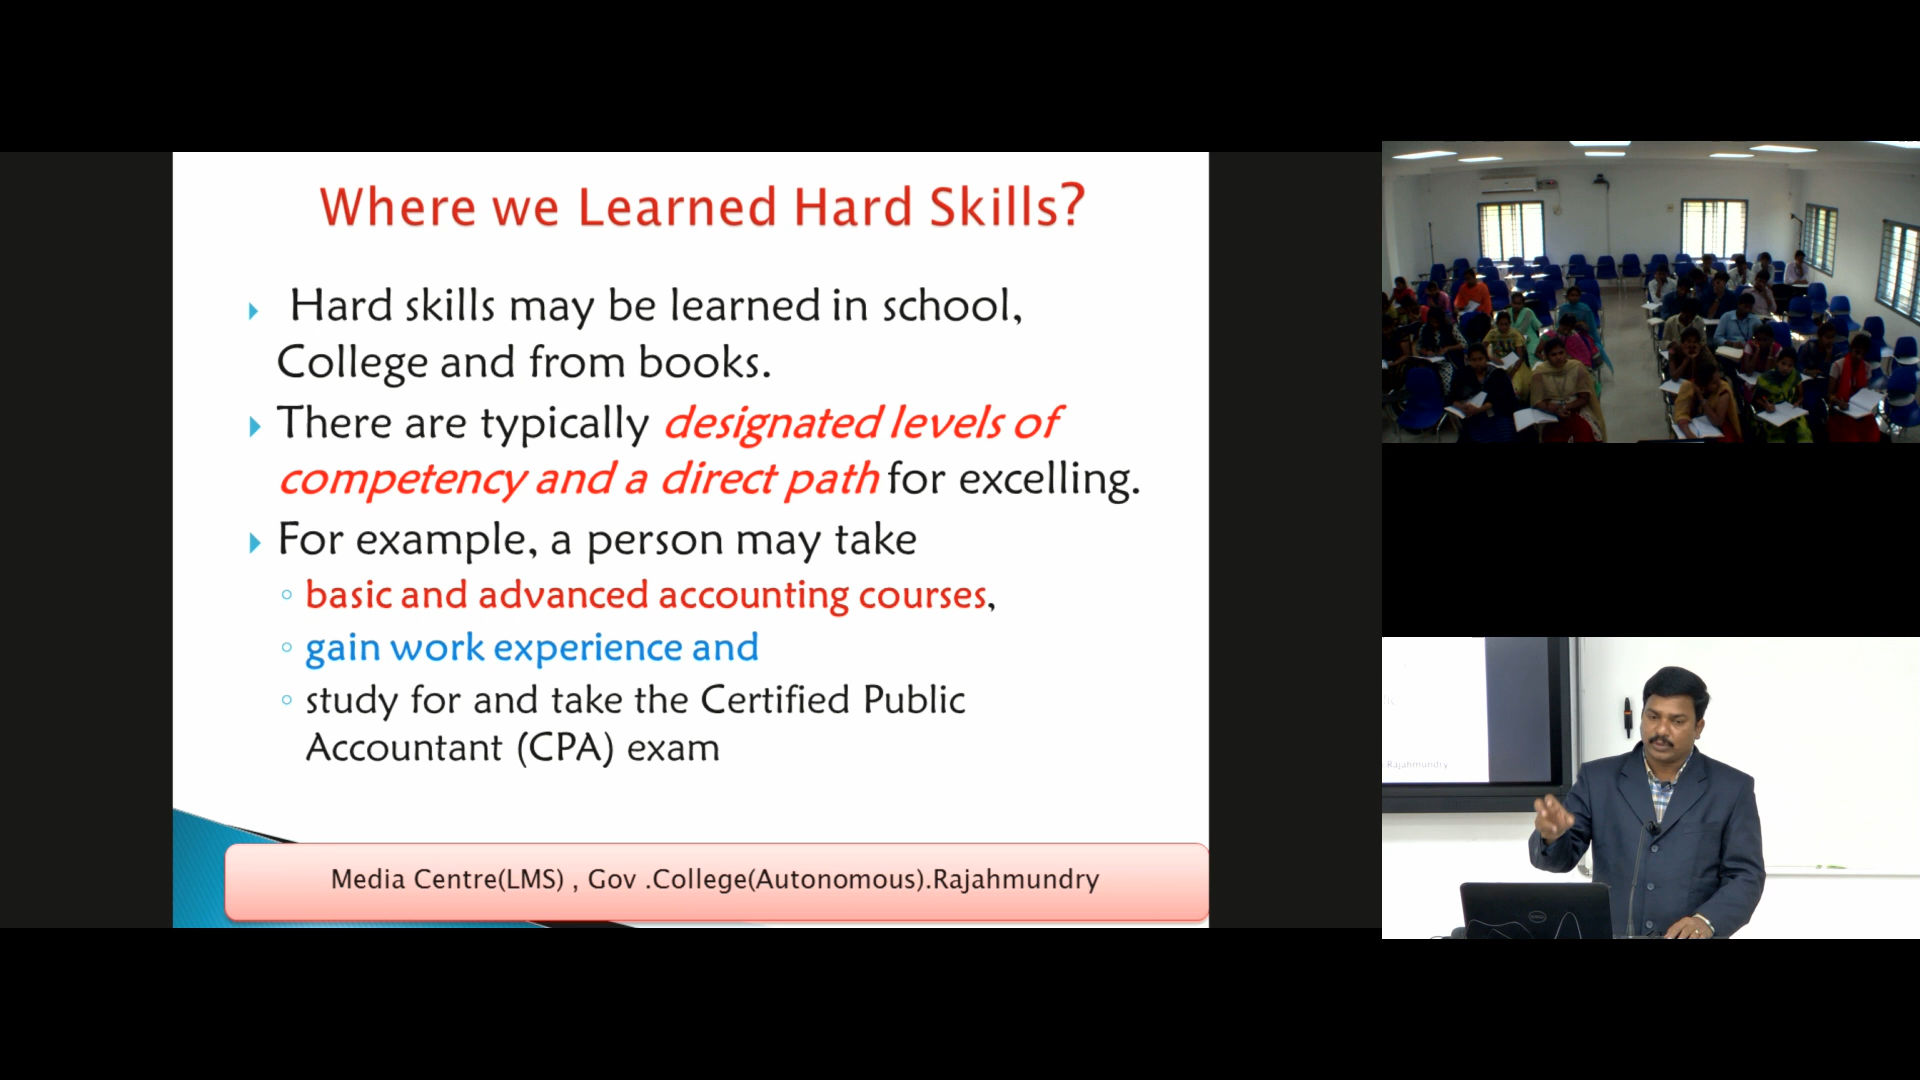 Where we Learned Hard Skills?
Hard skills may be learned in school,
College and from books.
There are typically designated levels of
competency and a direct path for excelling.
For example, a person may take
basic and advanced accounting courses,
gain work experience and
study for and take the Certified Public
Accountant (CPA) exam
Media Centre(LMS) , Gov .College(Autonomous).Rajahmundry
Rajahmundry